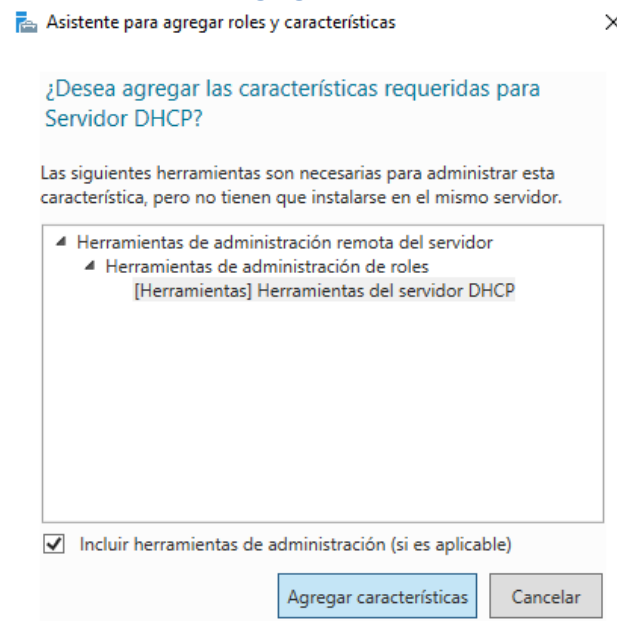 Asistente para agregar roles y características
¿Desea agregar las características requeridas para
Servidor DHCP?
Las siguientes herramientas son necesarias para administrar esta
característica, pero no tienen que instalarse en el mismo servidor.
Herramientas de administración remota del servidor
Herramientas de administración de roles
[Herramientas] Herramientas del servidor DHCP
Incluir herramientas de administración (si es aplicable)
Agregar características Cancelar